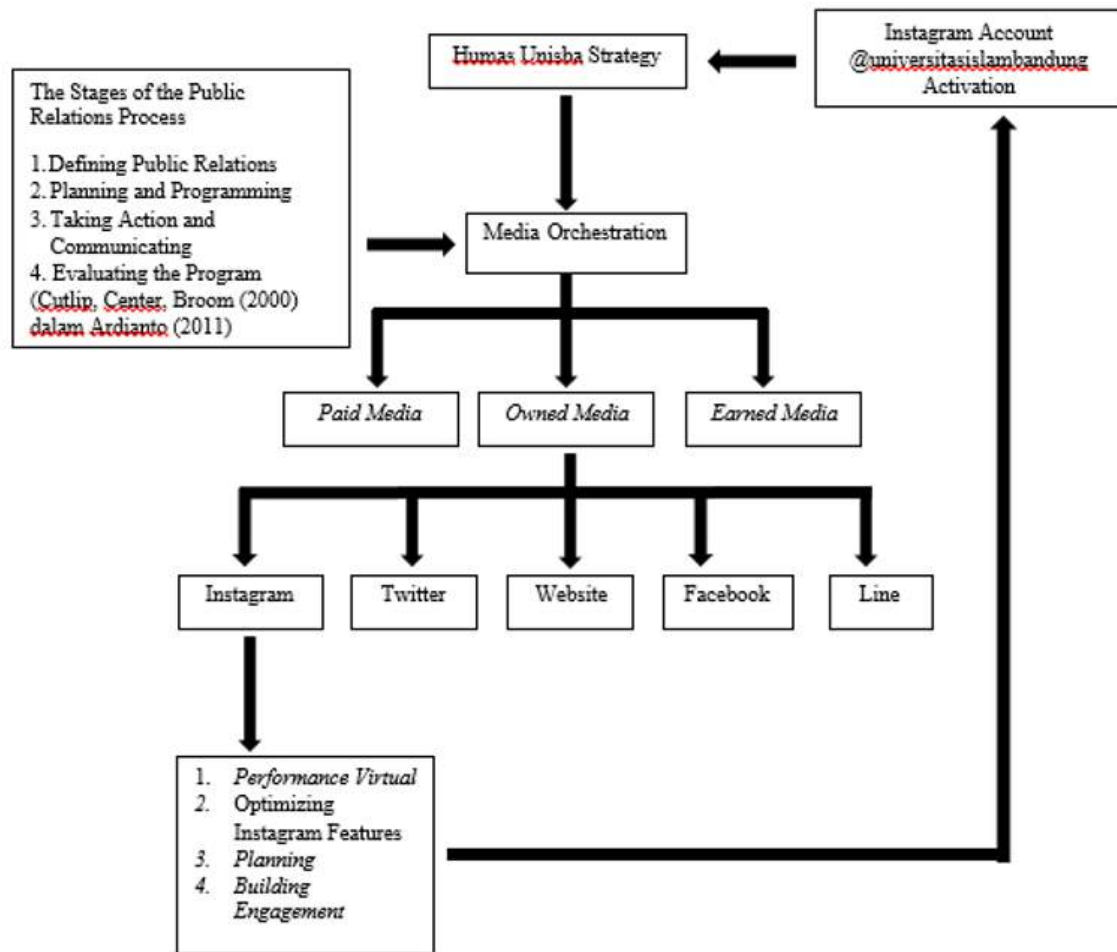 Humas Unisba Strategy
Instagram Account
@universitasislambandung
Activation
The Stages of the Public
Relations Process
1. Defining Public Relations
2. Planning and Programming
3. Taking Action and
Communicating
4. Evaluating the Program
(Cutlip, Center, Broom (2000)
dalam Ardianto (2011)
Media Orchestration
Paid Media
Owned Media
Earned Media
Instagram
Twitter
Website
Facebook
Line
1. Performance Virtual
2. Optimizing
Instagram Features
3. Planning
4. Building
Engagement